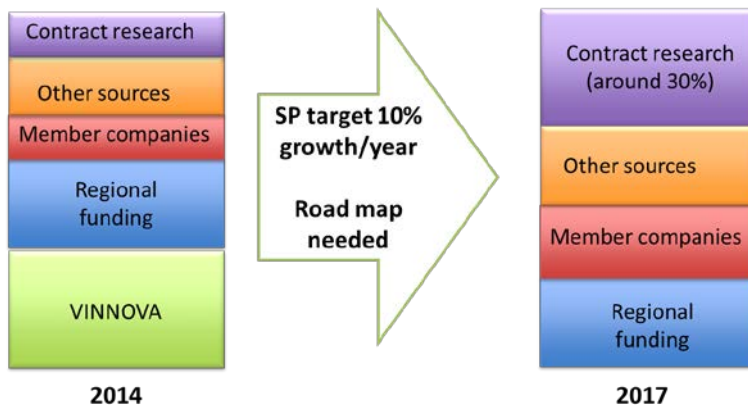 Contract research
Other sources
Member companies
Regional
funding
VINNOVA
2014
SP target 10%
growth/year
Road map
needed
Contract research
(around 30%)
Other sources
Member companies
Regional
funding
2017